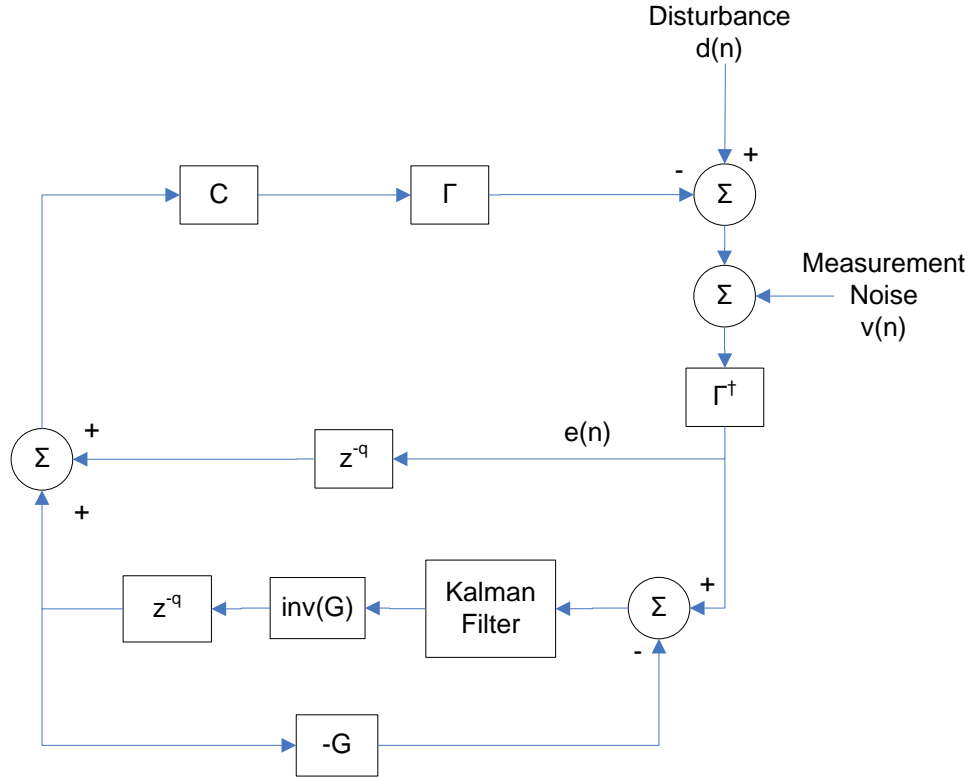 Disturbance
d(n)
+
-
C
Γ
Σ
Measurement
Noise
v(n)
Σ
Γ†
e(n)
+
Σ
z-q
+
Kalman
Filter
+
Σ
inv(G)
z-q
-
-G